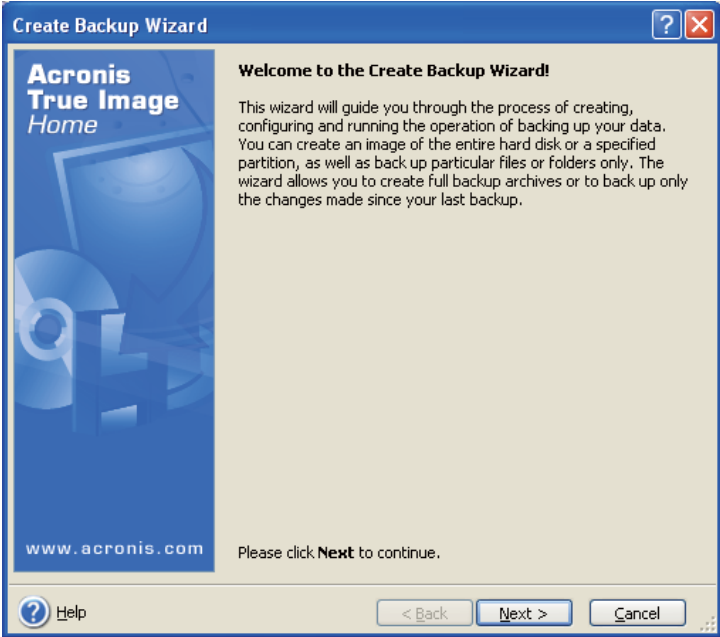 Create Backup Wizard
Acronis
True Image
Home
Welcome to the Create Backup Wizard!
This wizard will guide you through the process of creating,
configuring and running the operation of backing up your data.
You can create an image of the entire hard disk or a specified
partition, as well as back up particular files or folders only. The
wizard allows you to create full backup archives or to back up only
the changes made since your last backup.
www.acronis.com
Please click Next to continue.
Help
< Back
Next >
Cancel